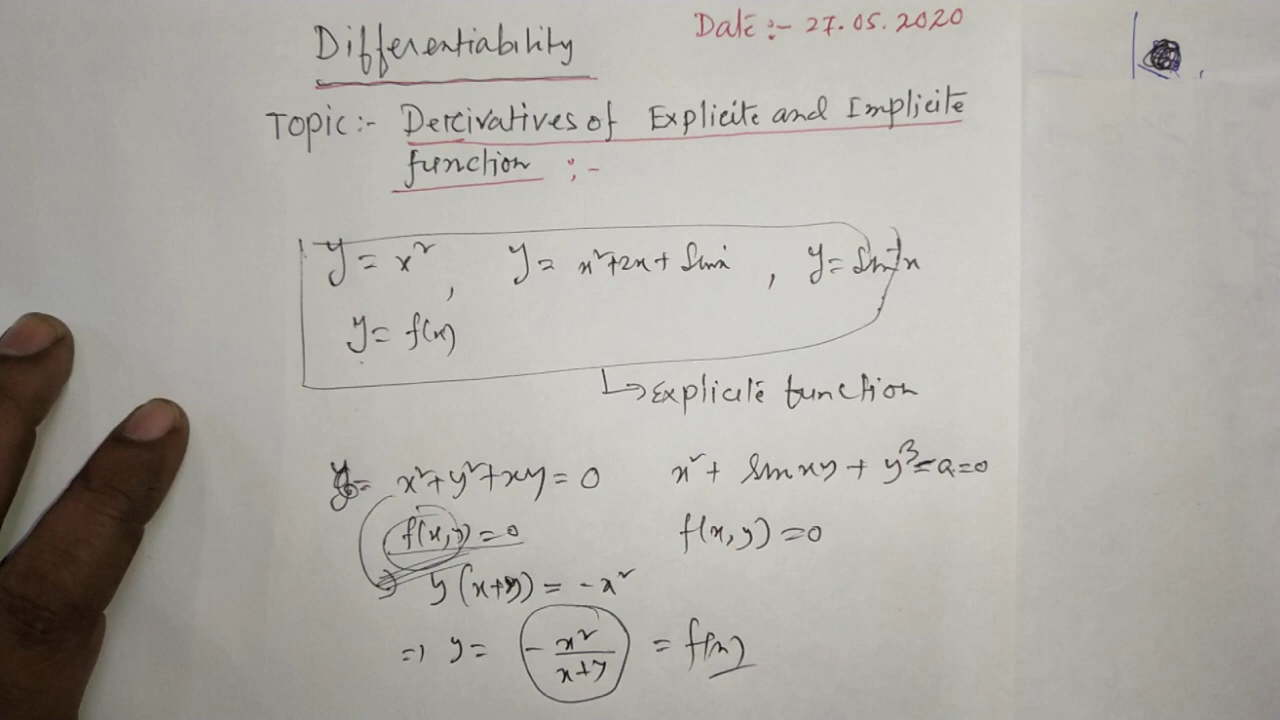 Differentiability
Date :- 27.05.2020
Topic :- Dercivatives of Explicite and Implicite
function :-
y = x², y = x²+2x + sinx , y = sin⁻¹x
y = f(x)
↳ explicite function
x²+y²+xy = 0 x² + sin xy + y³-a=0
f(x,y) = 0 f(x,y) = 0
⇒ y (x+y) = -x²
⇒ y = - x²/x+y = f(x)